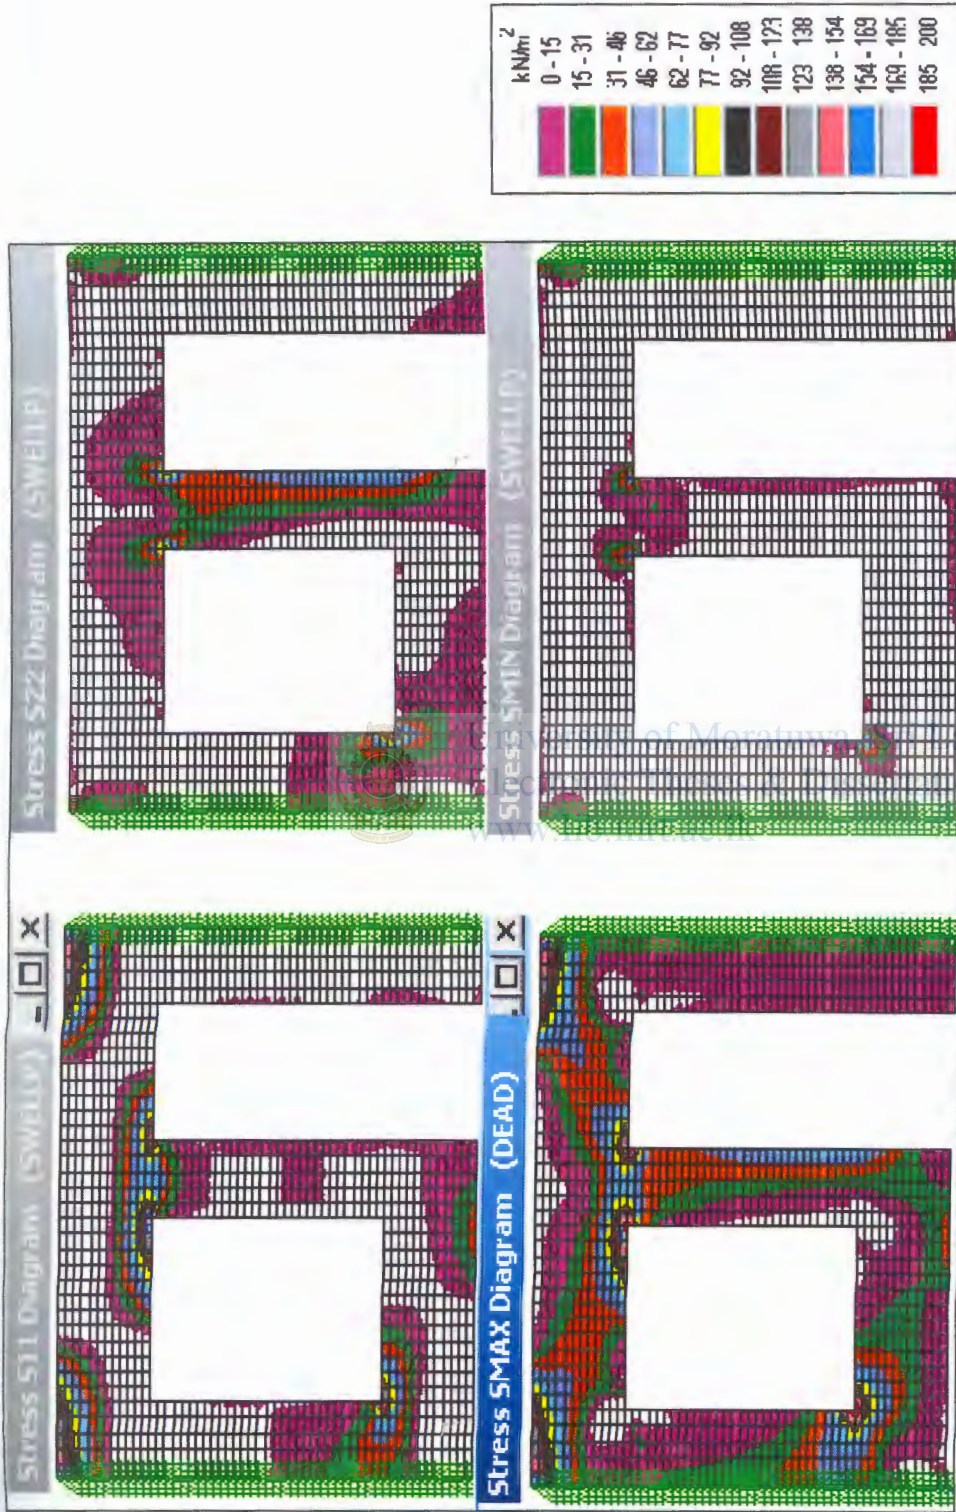 Stress S11 Diagram (SWELLV)
Stress S22 Diagram (SWELLP)
Stress SMAX Diagram (DEAD)
Stress SMIN Diagram (SWELLP)
kN/m²
0 - 15
15 - 31
31 - 46
46 - 62
62 - 77
77 - 92
92 - 108
108 - 123
123 - 138
138 - 154
154 - 169
169 - 185
185 200
University of Moratuwa
www.lib.mrt.ac.lk